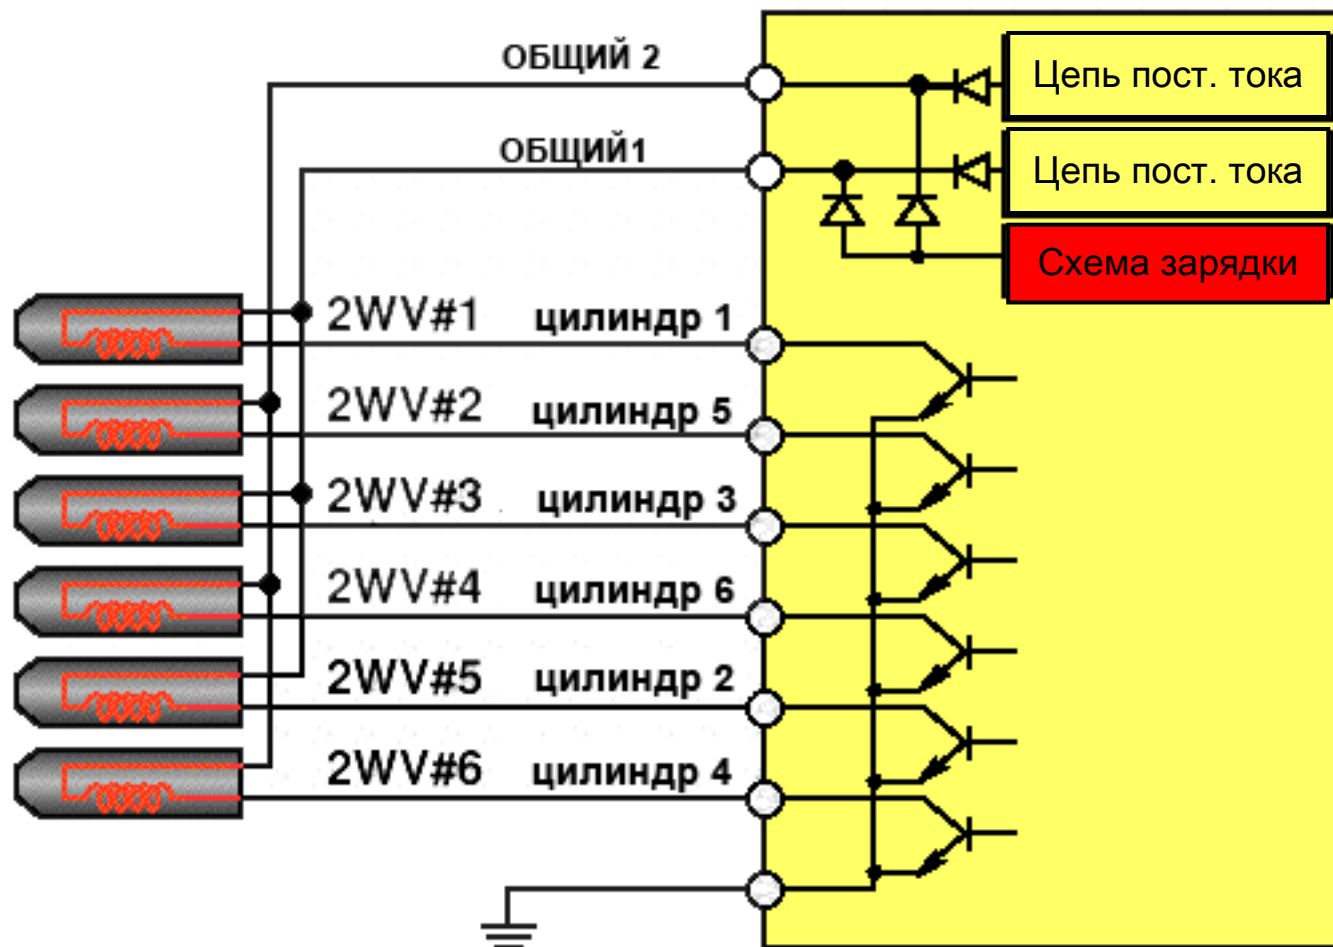 ОБЩИЙ 2
Цепь пост. тока
ОБЩИЙ1
Цепь пост. тока
Схема зарядки
2WV#1 цилиндр 1
2WV#2 цилиндр 5
2WV#3 цилиндр 3
2WV#4 цилиндр 6
2WV#5 цилиндр 2
2WV#6 цилиндр 4